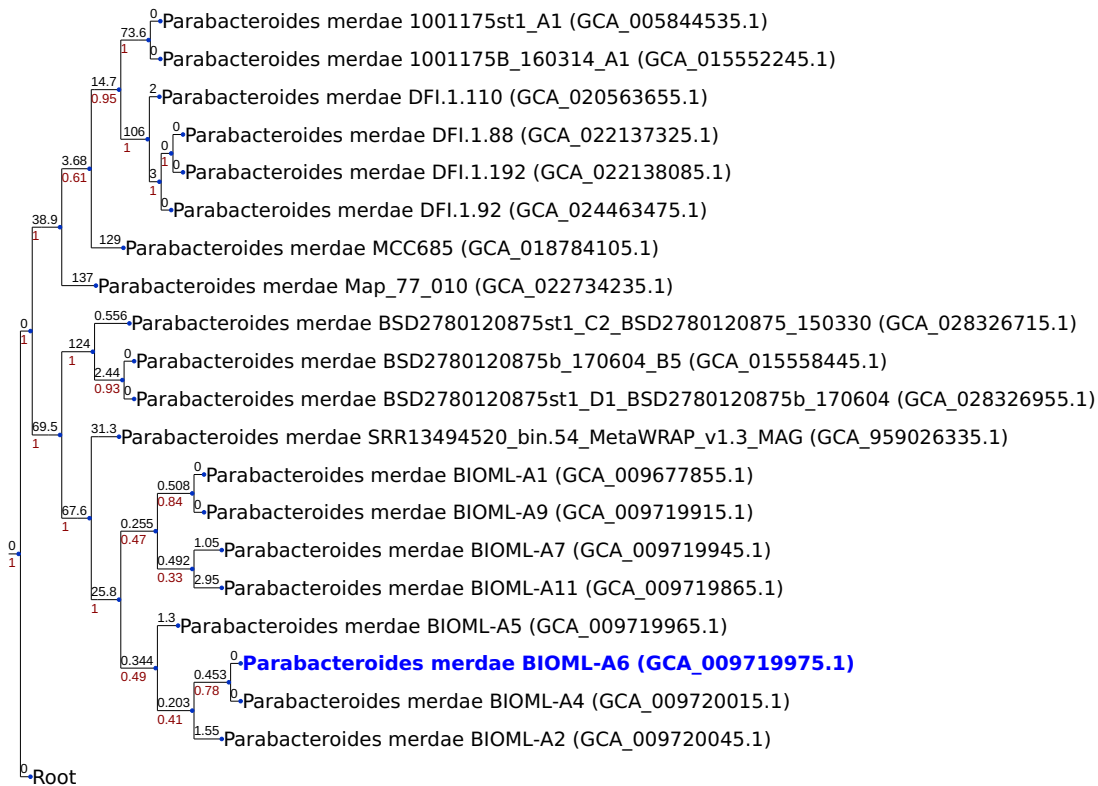 0
Parabacteroides merdae 1001175st1_A1 (GCA_005844535.1)
73.6
1
0
Parabacteroides merdae 1001175B_160314_A1 (GCA_015552245.1)
14.7
0.95
2
Parabacteroides merdae DFI.1.110 (GCA_020563655.1)
106
1
0
Parabacteroides merdae DFI.1.88 (GCA_022137325.1)
0
1
0
Parabacteroides merdae DFI.1.192 (GCA_022138085.1)
3
1
0
Parabacteroides merdae DFI.1.92 (GCA_024463475.1)
3.68
0.61
129
Parabacteroides merdae MCC685 (GCA_018784105.1)
38.9
1
137
Parabacteroides merdae Map_77_010 (GCA_022734235.1)
0
1
0.556
Parabacteroides merdae BSD2780120875st1_C2_BSD2780120875_150330 (GCA_028326715.1)
124
1
0
Parabacteroides merdae BSD2780120875b_170604_B5 (GCA_015558445.1)
2.44
0.93
0
Parabacteroides merdae BSD2780120875st1_D1_BSD2780120875b_170604 (GCA_028326955.1)
69.5
1
31.3
Parabacteroides merdae SRR13494520_bin.54_MetaWRAP_v1.3_MAG (GCA_959026335.1)
67.6
1
0
Parabacteroides merdae BIOML-A1 (GCA_009677855.1)
0.508
0.84
0
Parabacteroides merdae BIOML-A9 (GCA_009719915.1)
0.255
0.47
1.05
Parabacteroides merdae BIOML-A7 (GCA_009719945.1)
0.492
0.33
2.95
Parabacteroides merdae BIOML-A11 (GCA_009719865.1)
25.8
1
1.3
Parabacteroides merdae BIOML-A5 (GCA_009719965.1)
0.344
0.49
0
Parabacteroides merdae BIOML-A6 (GCA_009719975.1)
0.453
0.78
0
Parabacteroides merdae BIOML-A4 (GCA_009720015.1)
0.203
0.41
1.55
Parabacteroides merdae BIOML-A2 (GCA_009720045.1)
0
1
0
Root